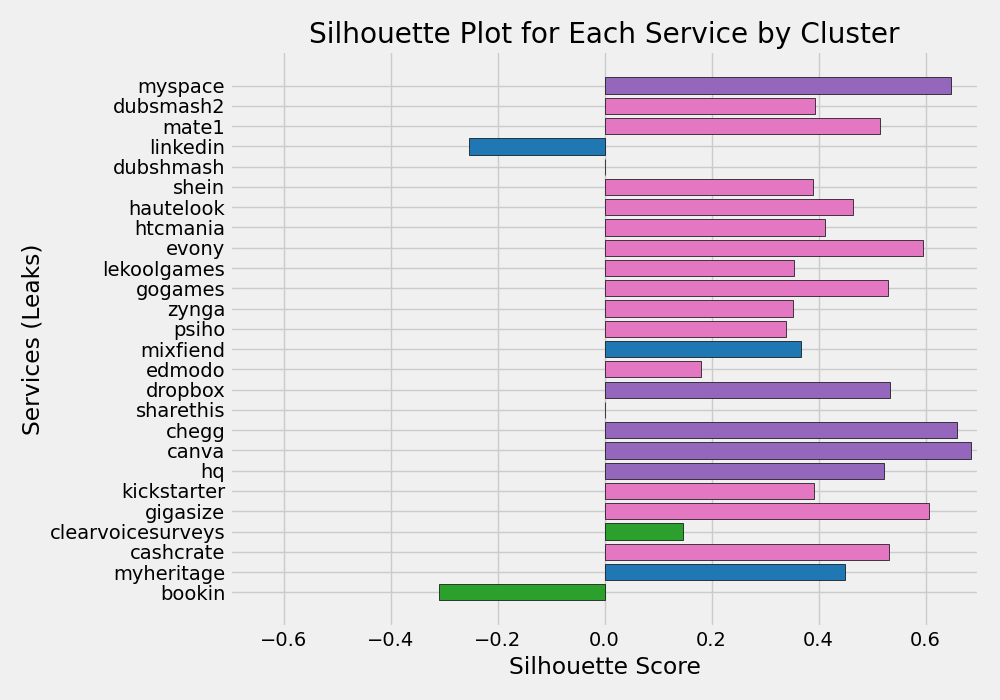 Silhouette Plot for Each Service by Cluster
Services (Leaks)
myspace
dubsmash2
mate1
linkedin
dubshmash
shein
hautelook
htcmania
evony
lekoolgames
gogames
zynga
psiho
mixfiend
edmodo
dropbox
sharethis
chegg
canva
hq
kickstarter
gigasize
clearvoicesurveys
cashcrate
myheritage
bookin
−0.6 −0.4 −0.2 0.0 0.2 0.4 0.6
Silhouette Score